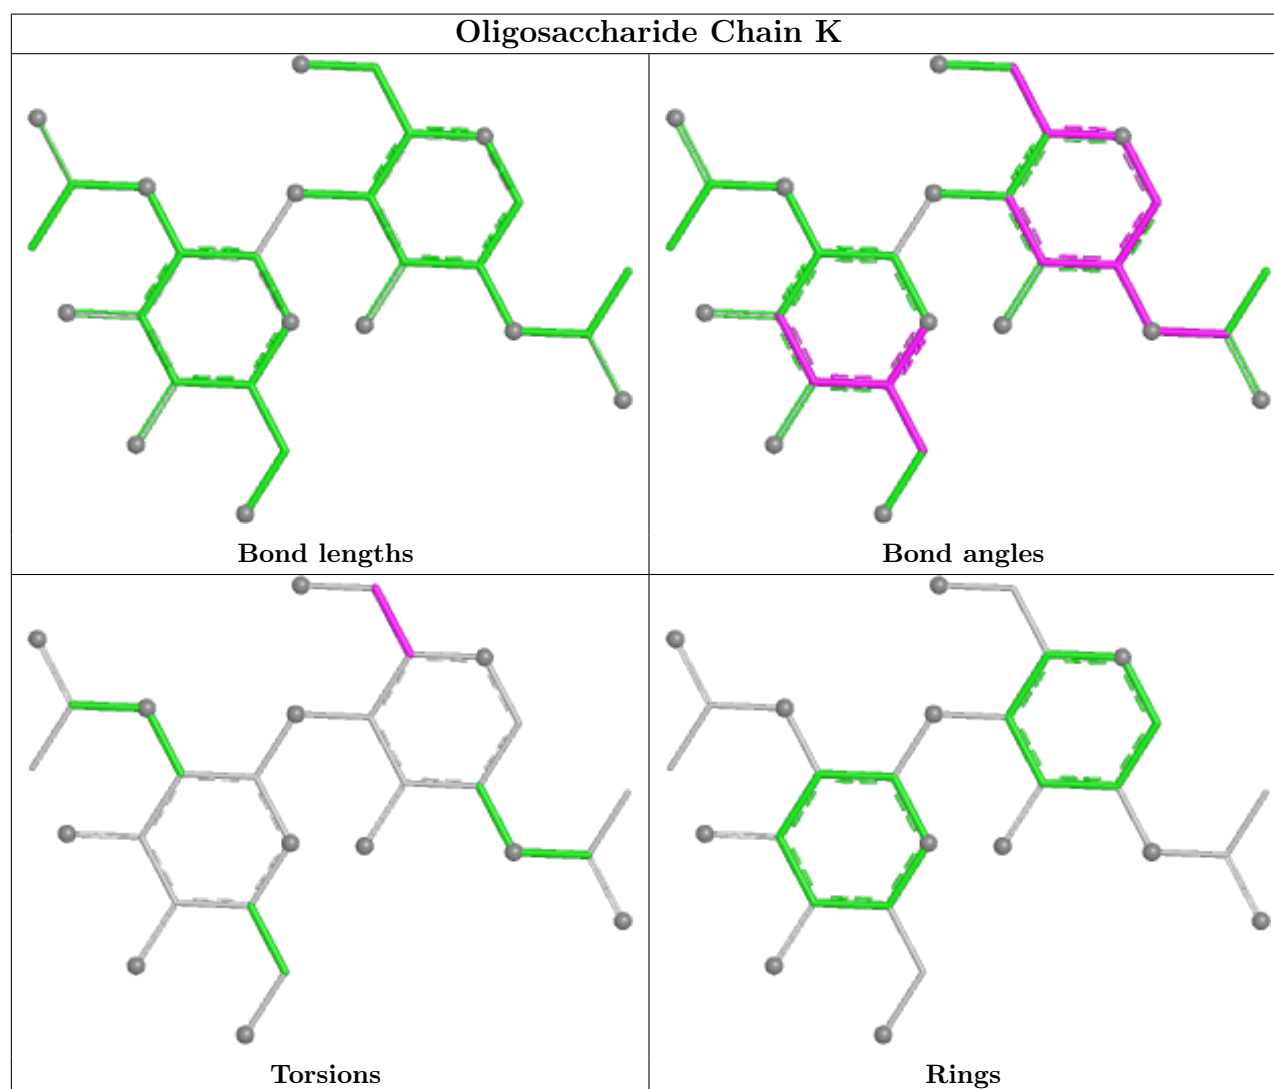 Oligosaccharide Chain K
Bond lengths
Bond angles
Torsions
Rings